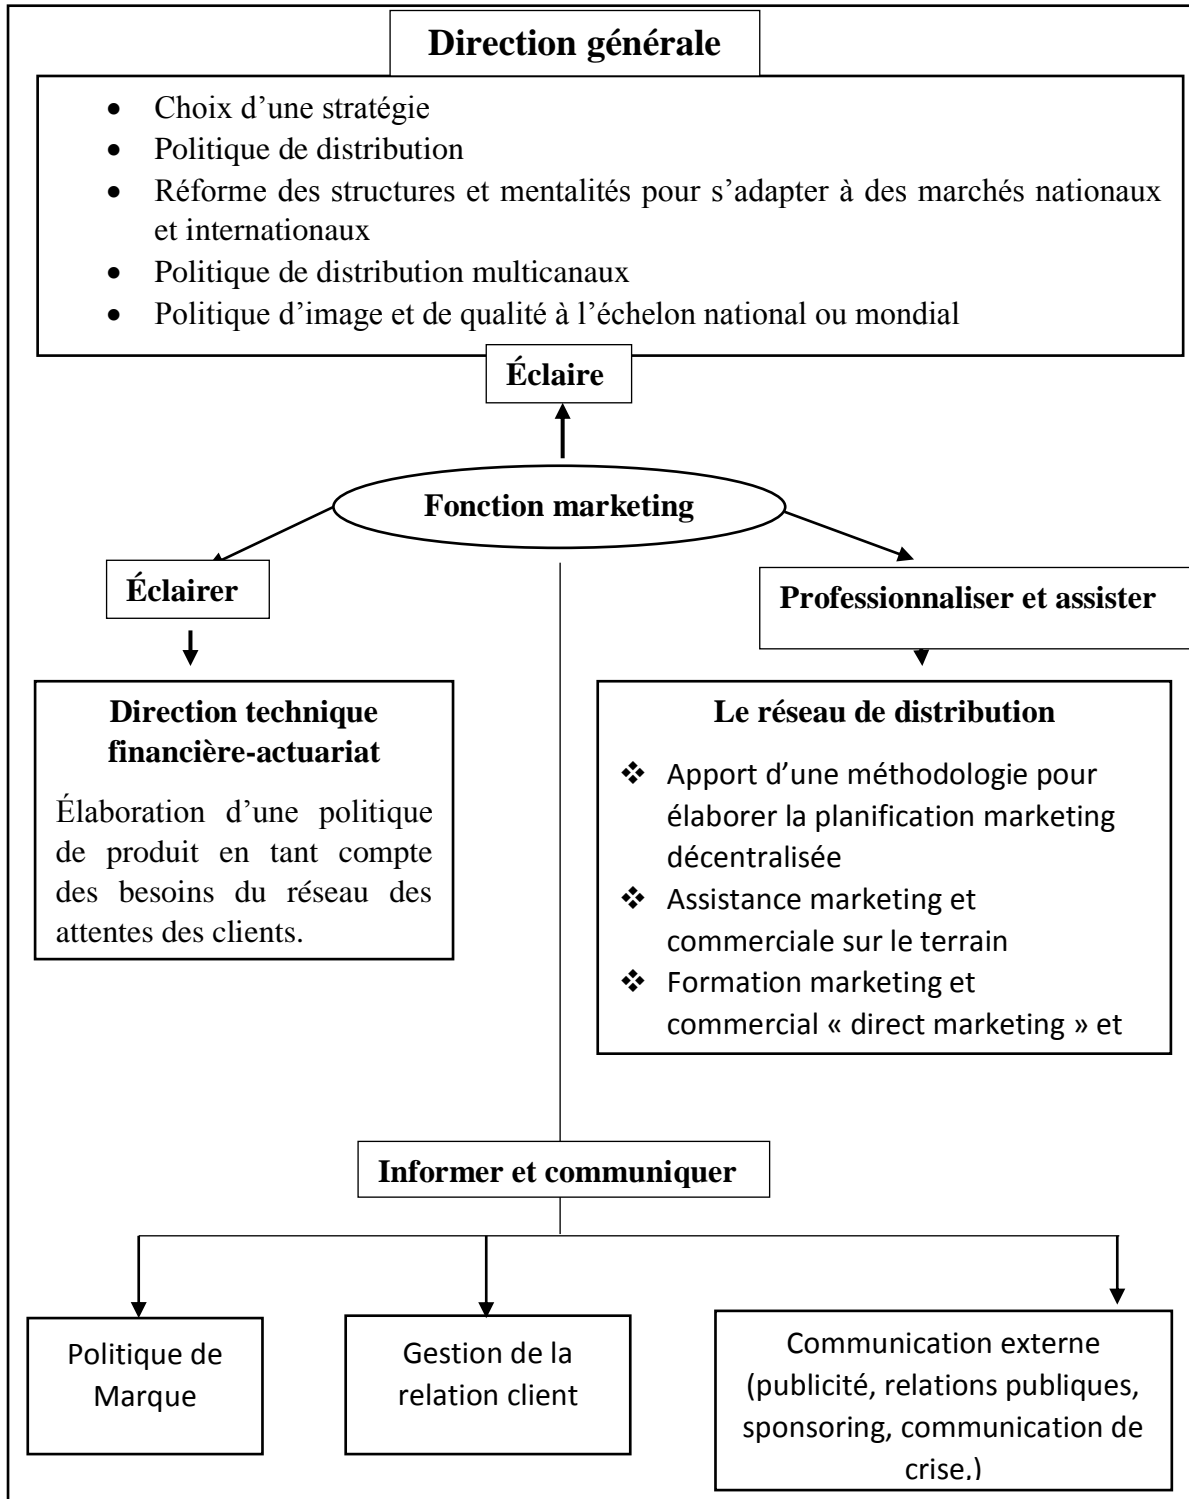 Direction générale
• Choix d’une stratégie
• Politique de distribution
• Réforme des structures et mentalités pour s’adapter à des marchés nationaux
et internationaux
• Politique de distribution multicanaux
• Politique d’image et de qualité à l’échelon national ou mondial
Éclaire
Fonction marketing
Éclairer
Professionnaliser et assister
Direction technique
financière-actuariat
Élaboration d’une politique
de produit en tant compte
des besoins du réseau des
attentes des clients.
Le réseau de distribution
❖ Apport d’une méthodologie pour
élaborer la planification marketing
décentralisée
❖ Assistance marketing et
commerciale sur le terrain
❖ Formation marketing et
commercial « direct marketing » et
Informer et communiquer
Politique de
Marque
Gestion de la
relation client
Communication externe
(publicité, relations publiques,
sponsoring, communication de
crise,)